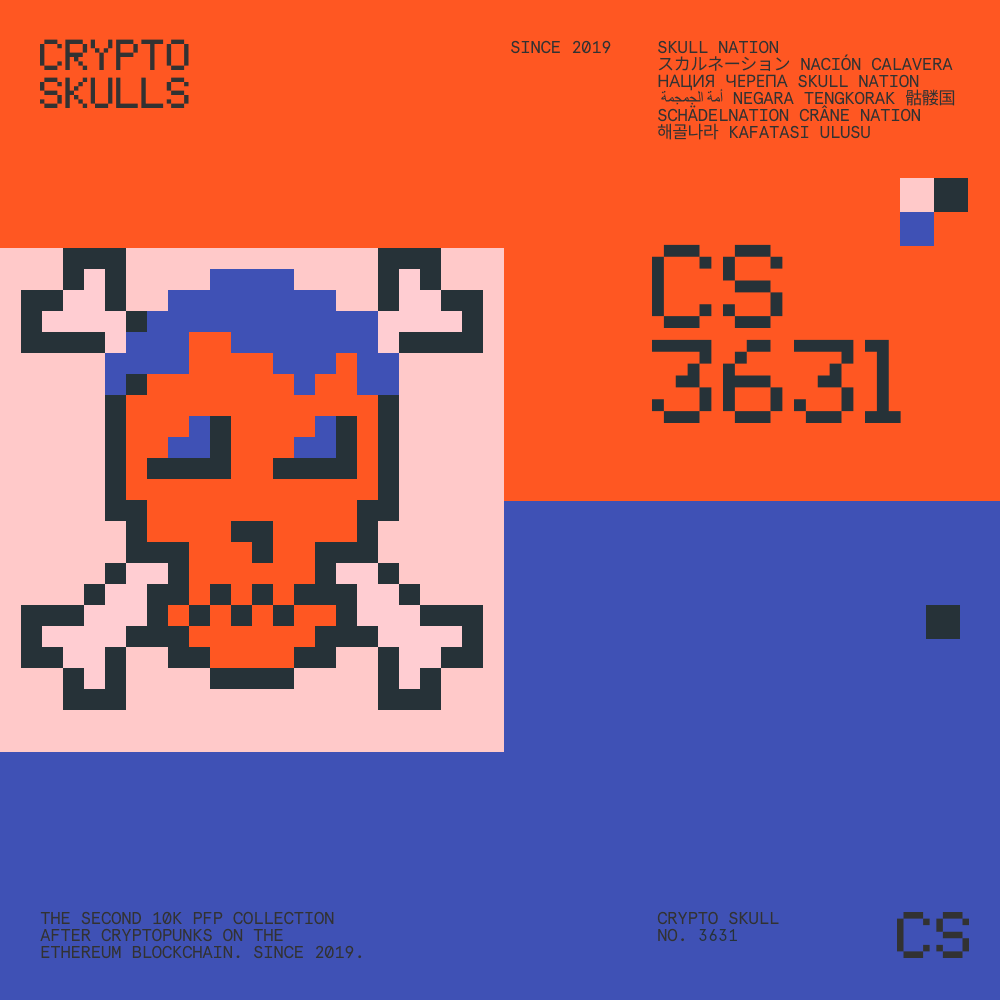 CRYPTO
SKULLS
SINCE 2019
SKULL NATION
スカルネーション NACIÓN CALAVERA
НАЦИЯ ЧЕРЕПА SKULL NATION
أمة الجمجمة NEGARA TENGKORAK 骷髅国
SCHÄDELNATION CRÂNE NATION
해골나라 KAFATASI ULUSU
CS
3631
THE SECOND 10K PFP COLLECTION
AFTER CRYPTOPUNKS ON THE
ETHEREUM BLOCKCHAIN. SINCE 2019.
CRYPTO SKULL
NO. 3631
CS